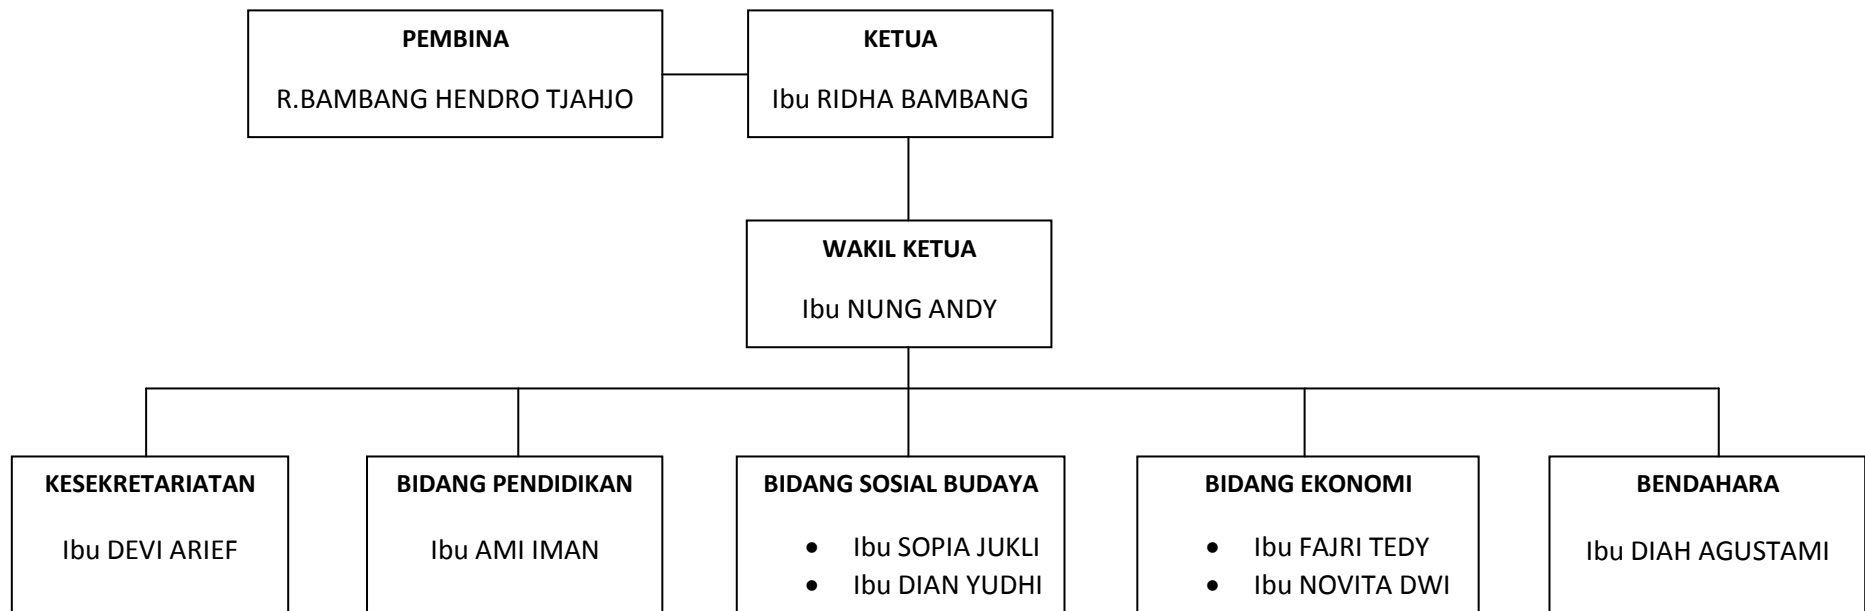 PEMBINA
R.BAMBANG HENDRO TJAHJO
KETUA
Ibu RIDHA BAMBANG
WAKIL KETUA
Ibu NUNG ANDY
KESEKRETARIATAN
Ibu DEVI ARIEF
BIDANG PENDIDIKAN
Ibu AMI IMAN
BIDANG SOSIAL BUDAYA
• Ibu SOPIA JUKLI
• Ibu DIAN YUDHI
BIDANG EKONOMI
• Ibu FAJRI TEDY
• Ibu NOVITA DWI
BENDAHARA
Ibu DIAH AGUSTAMI